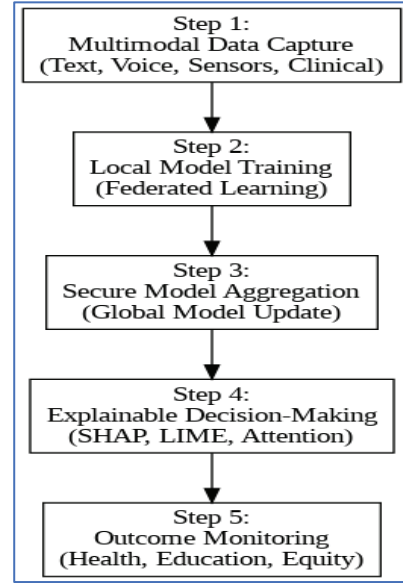 Step 1:
Multimodal Data Capture
(Text, Voice, Sensors, Clinical)
Step 2:
Local Model Training
(Federated Learning)
Step 3:
Secure Model Aggregation
(Global Model Update)
Step 4:
Explainable Decision-Making
(SHAP, LIME, Attention)
Step 5:
Outcome Monitoring
(Health, Education, Equity)